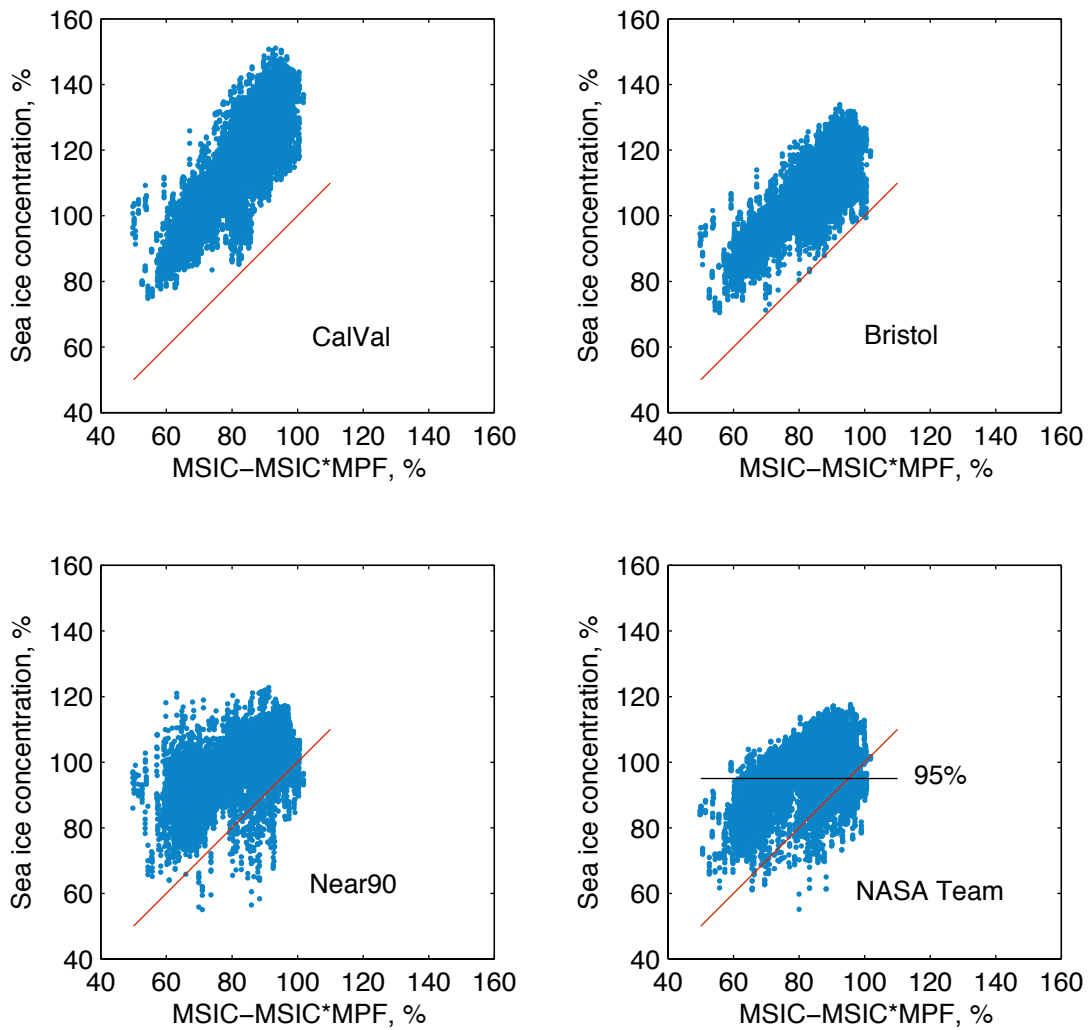 160
140
120
100
80
60
40
Sea ice concentration, %
CalVal
40 60 80 100 120 140 160
MSIC−MSIC*MPF, %
160
140
120
100
80
60
40
Sea ice concentration, %
Bristol
40 60 80 100 120 140 160
MSIC−MSIC*MPF, %
160
140
120
100
80
60
40
Sea ice concentration, %
Near90
40 60 80 100 120 140 160
MSIC−MSIC*MPF, %
160
140
120
100
80
60
40
Sea ice concentration, %
95%
NASA Team
40 60 80 100 120 140 160
MSIC−MSIC*MPF, %